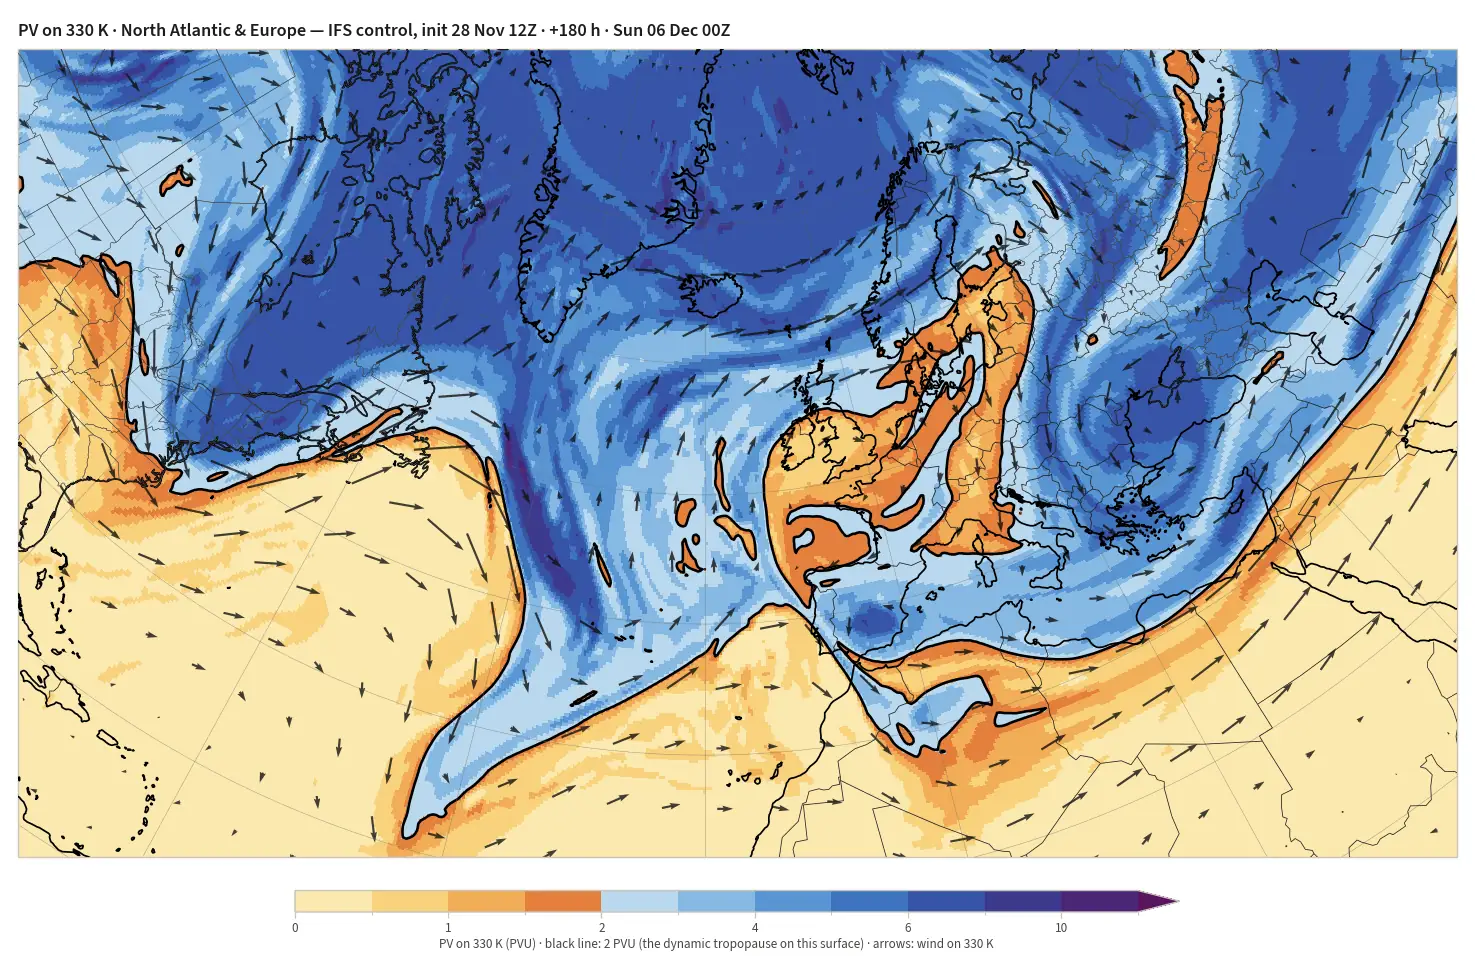 PV on 330 K · North Atlantic & Europe — IFS control, init 28 Nov 12Z · +180 h · Sun 06 Dec 00Z
0 1 2 4 6 10
PV on 330 K (PVU) · black line: 2 PVU (the dynamic tropopause on this surface) · arrows: wind on 330 K